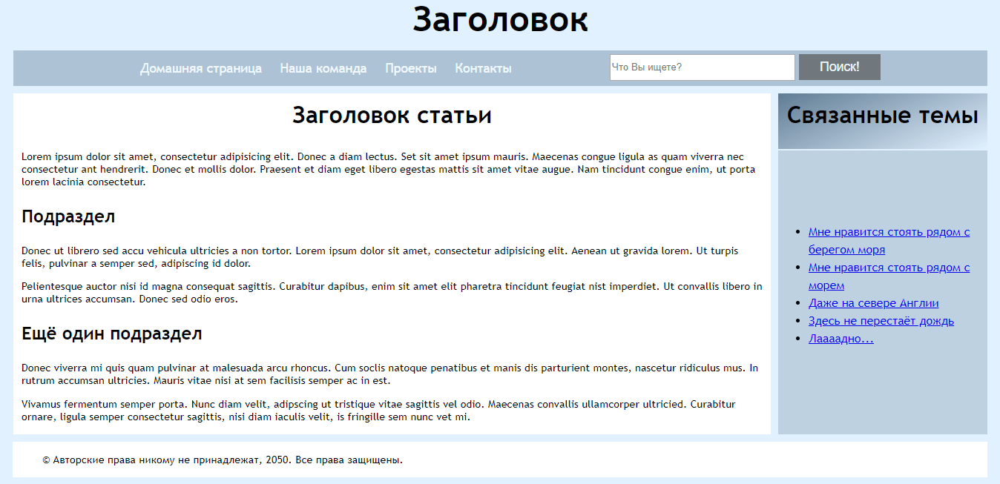 Заголовок
Домашняя страница Наша команда Проекты Контакты Что Вы ищете? Поиск!
Заголовок статьи
Lorem ipsum dolor sit amet, consectetur adipisicing elit. Donec a diam lectus. Set sit amet ipsum mauris. Maecenas congue ligula as quam viverra nec
consectetur ant hendrerit. Donec et mollis dolor. Praesent et diam eget libero egestas mattis sit amet vitae augue. Nam tincidunt congue enim, ut porta
lorem lacinia consectetur.
Подраздел
Donec ut librero sed accu vehicula ultricies a non tortor. Lorem ipsum dolor sit amet, consectetur adipisicing elit. Aenean ut gravida lorem. Ut turpis
felis, pulvinar a semper sed, adipiscing id dolor.
Pelientesque auctor nisi id magna consequat sagittis. Curabitur dapibus, enim sit amet elit pharetra tincidunt feugiat nist imperdiet. Ut convallis libero in
urna ultrices accumsan. Donec sed odio eros.
Ещё один подраздел
Donec viverra mi quis quam pulvinar at malesuada arcu rhoncus. Cum soclis natoque penatibus et manis dis parturient montes, nascetur ridiculus mus. In
rutrum accumsan ultricies. Mauris vitae nisi at sem facilisis semper ac in est.
Vivamus fermentum semper porta. Nunc diam velit, adipscing ut tristique vitae sagittis vel odio. Maecenas convallis ullamcorper ultricied. Curabitur
ornare, ligula semper consectetur sagittis, nisi diam iaculis velit, is fringille sem nunc vet mi.
Связанные темы
Мне нравится стоять рядом с
берегом моря
Мне нравится стоять рядом с
морем
Даже на севере Англии
Здесь не перестаёт дождь
Лаааадно...
© Авторские права никому не принадлежат, 2050. Все права защищены.